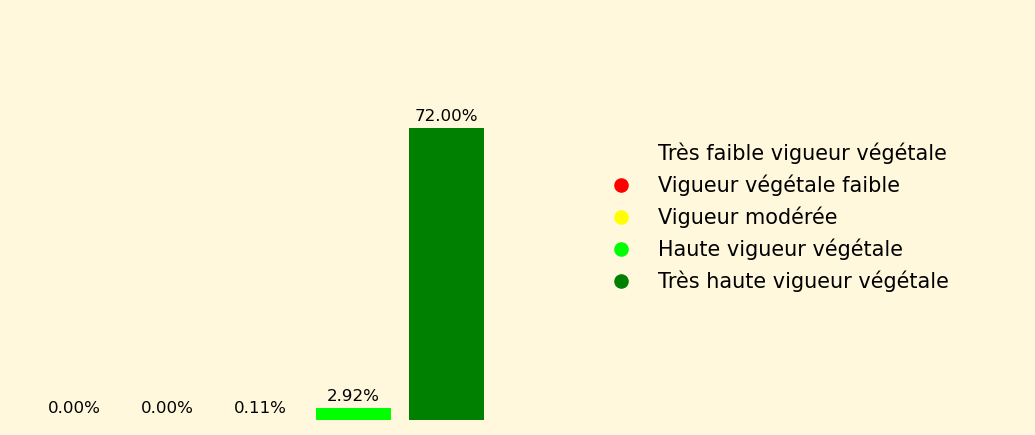 72.00%
Très faible vigueur végétale
Vigueur végétale faible
Vigueur modérée
Haute vigueur végétale
Très haute vigueur végétale
2.92%
0.00% 0.00% 0.11%